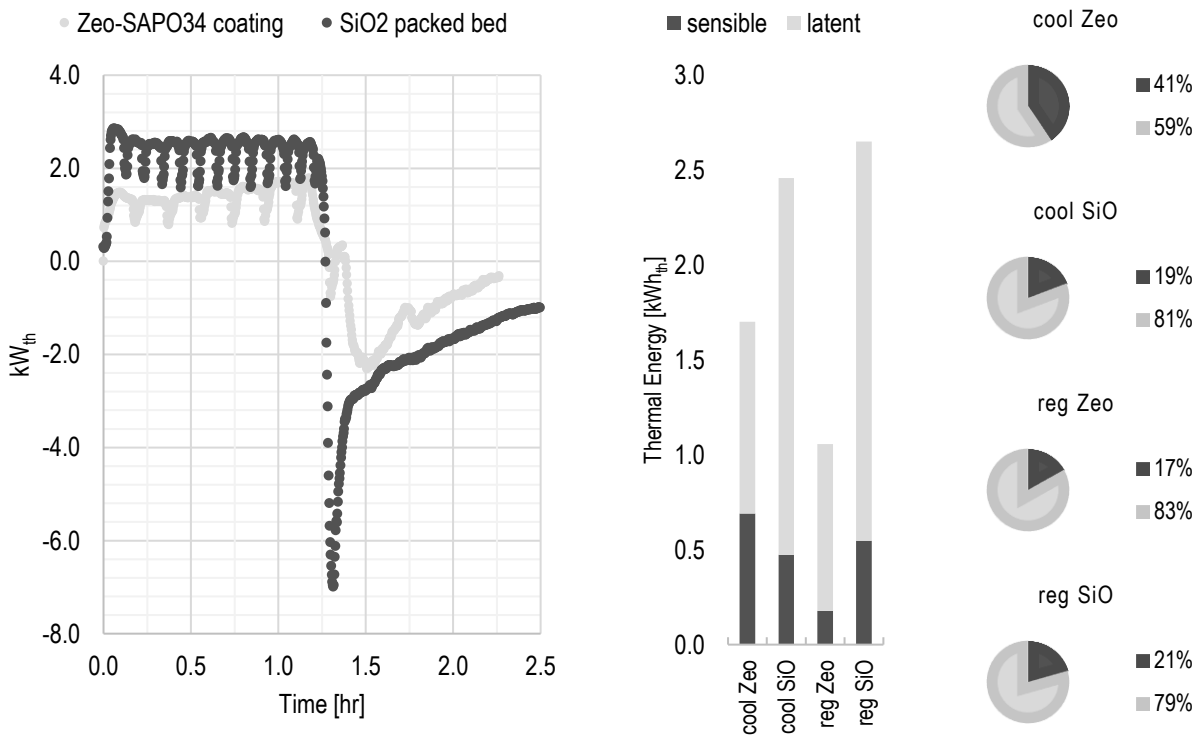 Zeo-SAPO34 coating
SiO2 packed bed
4.0
2.0
0.0
-2.0
-4.0
-6.0
-8.0
kWth
0.0 0.5 1.0 1.5 2.0 2.5
Time [hr]
sensible latent
3.0
2.5
2.0
1.5
1.0
0.5
0.0
Thermal Energy [kWhth]
cool Zeo
cool SiO
reg Zeo
reg SiO
cool Zeo
41%
59%
cool SiO
19%
81%
reg Zeo
17%
83%
reg SiO
21%
79%